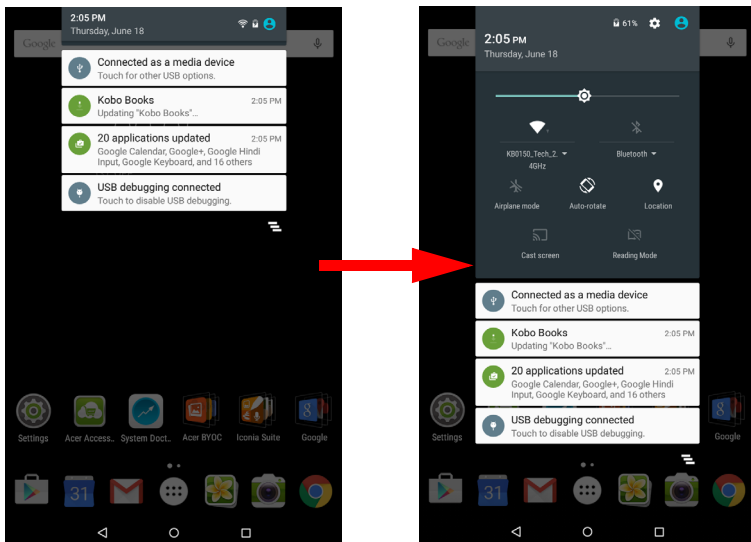 2:05 PM
Thursday, June 18
Google
Connected as a media device
Touch for other USB options.
Kobo Books 2:05 PM
Updating "Kobo Books"...
20 applications updated 2:05 PM
Google Calendar, Google+, Google Hindi
Input, Google Keyboard, and 16 others
USB debugging connected
Touch to disable USB debugging.
Settings Acer Access.. System Doct.. Acer BYOC Iconia Suite Google
8
31
61%
2:05 PM
Thursday, June 18
Google
KB0150_Tech_2.
4GHz
Bluetooth
Airplane mode Auto-rotate Location
Cast screen Reading Mode
Connected as a media device
Touch for other USB options.
Kobo Books 2:05 PM
Updating "Kobo Books"...
20 applications updated 2:05 PM
Google Calendar, Google+, Google Hindi
Input, Google Keyboard, and 16 others
USB debugging connected
Touch to disable USB debugging.
8
Settings Google
31